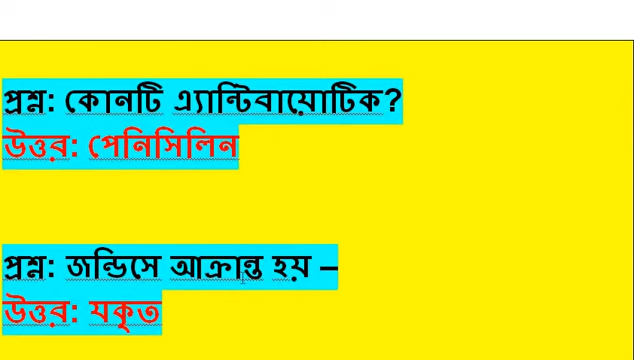 প্রশ্ন: কোনটি এ্যান্টিবায়োটিক?
উত্তর: পেনিসিলিন
প্রশ্ন: জন্ডিসে আক্রান্ত হয় –
উত্তর: যকৃত